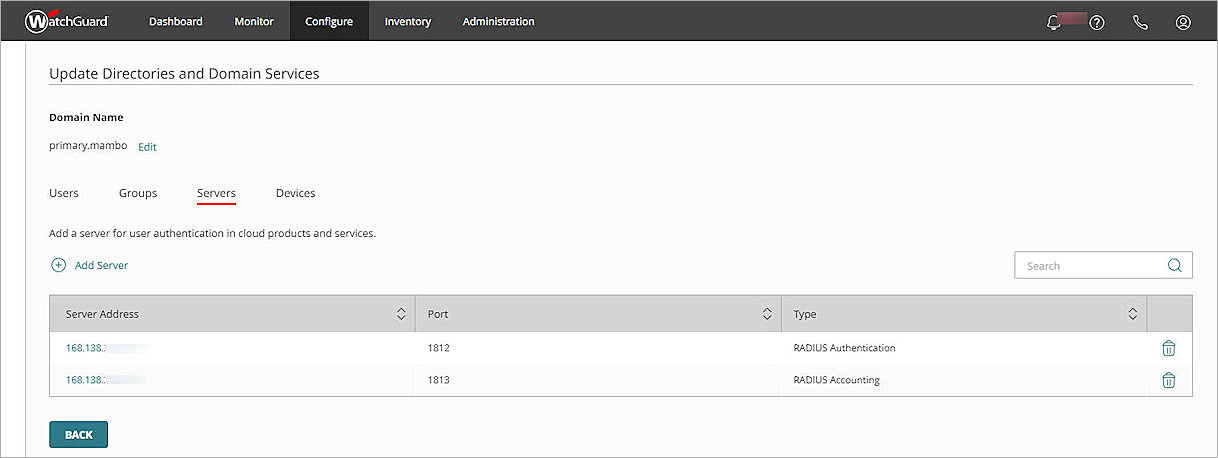 WatchGuard Dashboard Monitor Configure Inventory Administration
Update Directories and Domain Services
Domain Name
primary.mambo Edit
Users Groups Servers Devices
Add a server for user authentication in cloud products and services.
Add Server Search
Server Address Port Type
168.138. 1812 RADIUS Authentication
168.138. 1813 RADIUS Accounting
BACK